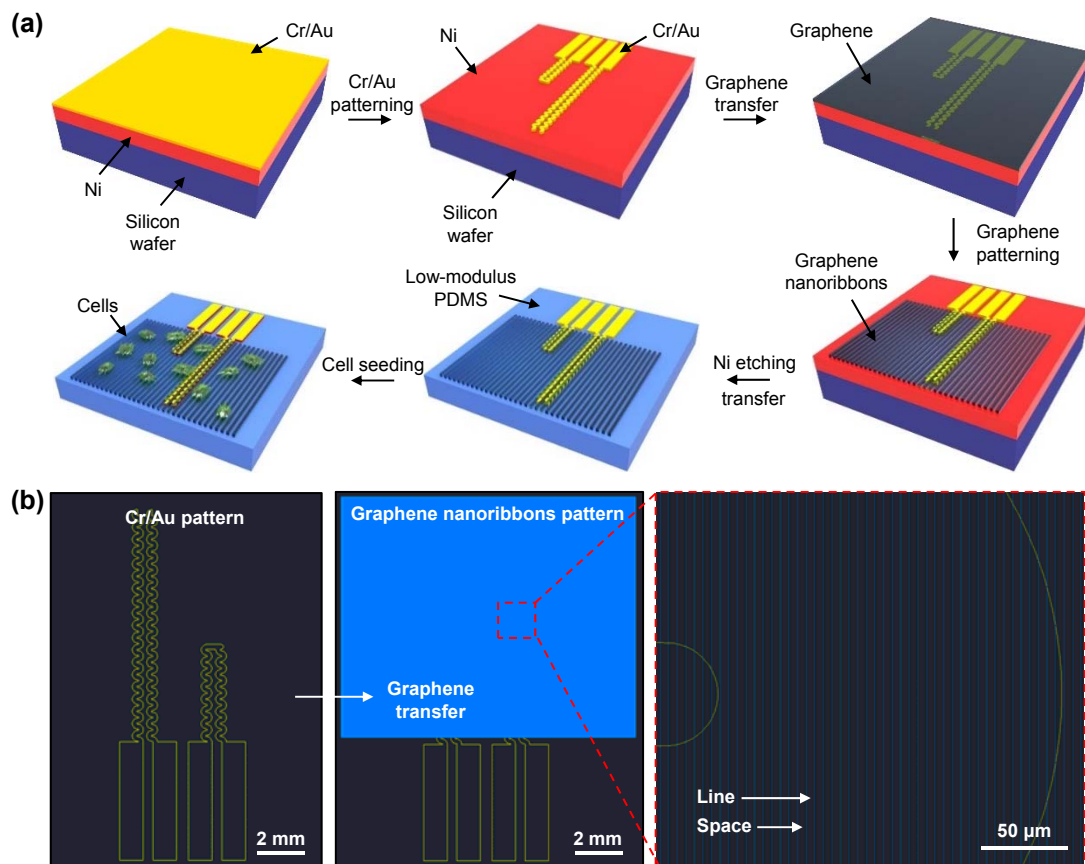 (a)
Cr/Au
Ni
Silicon
wafer
Cr/Au
patterning
Ni
Cr/Au
Silicon
wafer
Graphene
transfer
Graphene
Graphene
patterning
Graphene
nanoribbons
Ni etching
transfer
Low-modulus
PDMS
Cell seeding
Cells
(b)
Cr/Au pattern
2 mm
Graphene nanoribbons pattern
Graphene
transfer
2 mm
Line
Space
50 µm